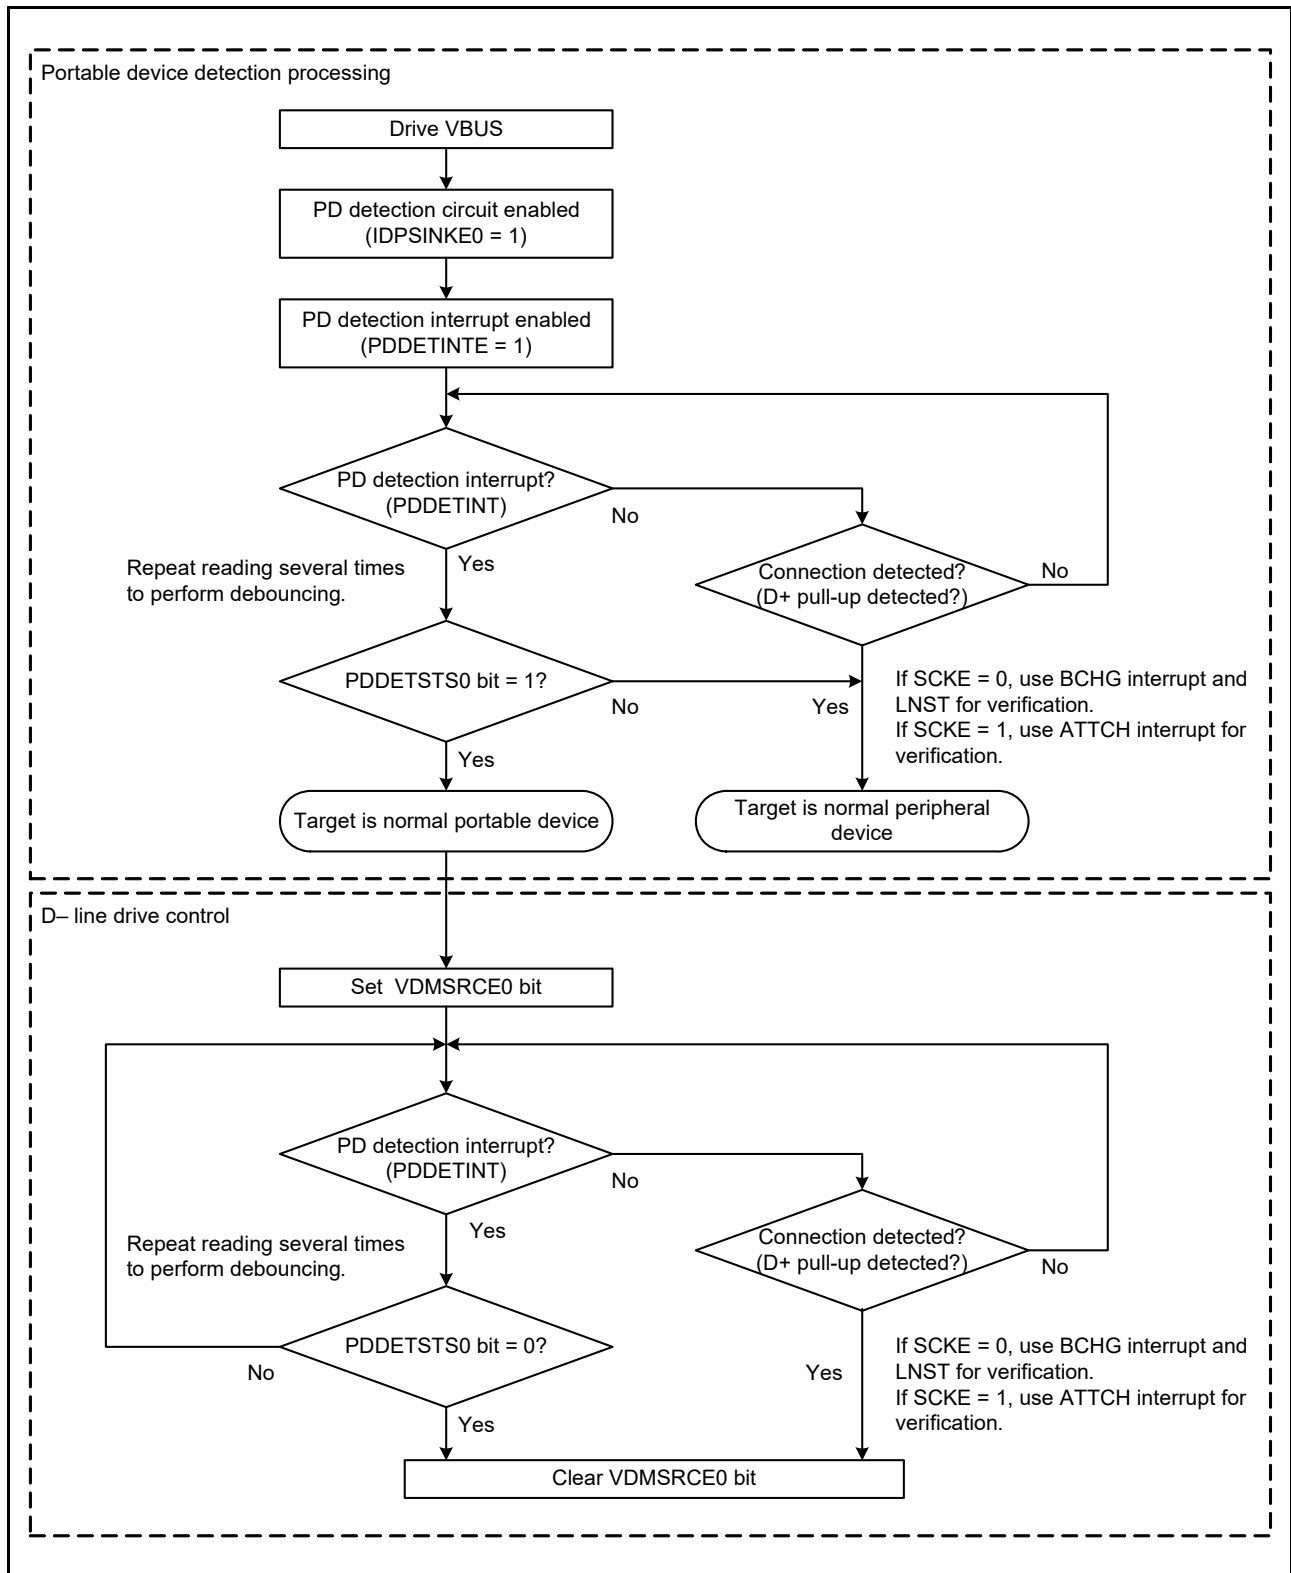 Portable device detection processing
Drive VBUS
PD detection circuit enabled
(IDPSINKE0 = 1)
PD detection interrupt enabled
(PDDETINTE = 1)
PD detection interrupt?
(PDDETINT)
No
Yes
Repeat reading several times
to perform debouncing.
Connection detected?
(D+ pull-up detected?)
No
PDDETSTS0 bit = 1?
No
Yes
If SCKE = 0, use BCHG interrupt and
LNST for verification.
If SCKE = 1, use ATTCH interrupt for
verification.
Yes
Target is normal portable device
Target is normal peripheral
device
D– line drive control
Set VDMSRCE0 bit
PD detection interrupt?
(PDDETINT)
No
Yes
Repeat reading several times
to perform debouncing.
Connection detected?
(D+ pull-up detected?)
No
PDDETSTS0 bit = 0?
No
Yes
Yes
If SCKE = 0, use BCHG interrupt and
LNST for verification.
If SCKE = 1, use ATTCH interrupt for
verification.
Clear VDMSRCE0 bit